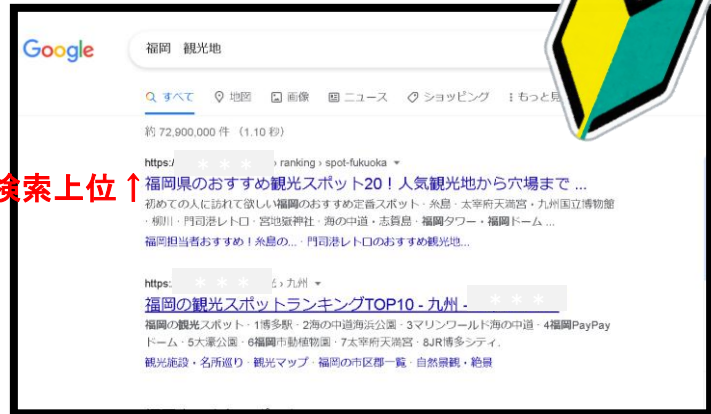 Google
福岡　観光地
すべて 地図 画像 ニュース ショッピング もっと見
約 72,900,000 件 （1.10 秒）
https:/ ＊＊＊ › ranking › spot-fukuoka
検索上位↑
福岡県のおすすめ観光スポット20！人気観光地から穴場まで ...
初めての人に訪れて欲しい福岡のおすすめ定番スポット · 糸島 · 太宰府天満宮 · 九州国立博物館
· 柳川 · 門司港レトロ · 宮地嶽神社 · 海の中道 · 志賀島 · 福岡タワー · 福岡ドーム ...
福岡担当者おすすめ！糸島の... · 門司港レトロのおすすめ観光地...
https: ＊＊＊ › 九州
福岡の観光スポットランキングTOP10 - 九州 - ＊＊＊
福岡の観光スポット · 1博多駅 · 2海の中道海浜公園 · 3マリンワールド海の中道 · 4福岡PayPay
ドーム · 5大濠公園 · 6福岡市動植物園 · 7太宰府天満宮 · 8JR博多シティ.
観光施設・名所巡り · 観光マップ · 福岡の市区郡一覧 · 自然景観・絶景